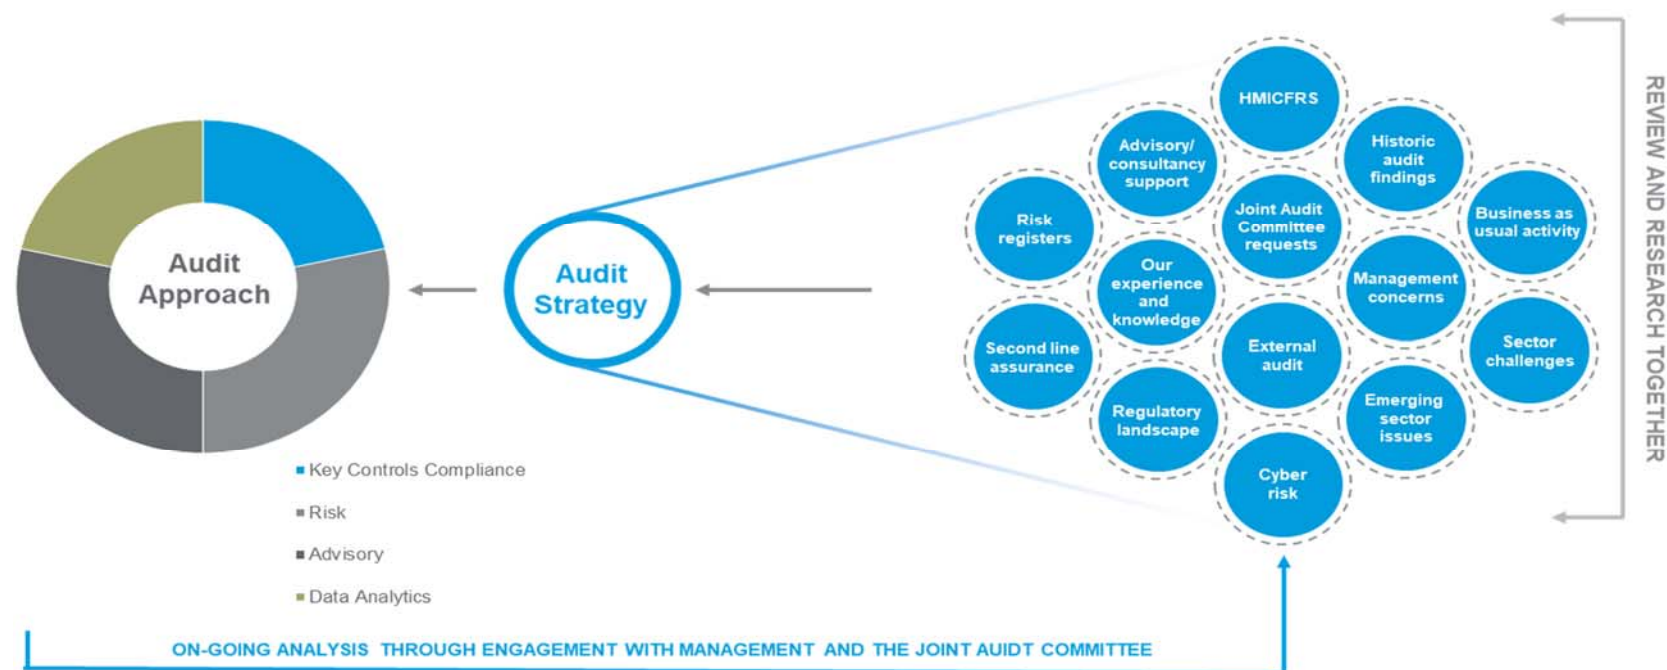 Audit
Approach
Key Controls Compliance
Risk
Advisory
Data Analytics
Audit
Strategy
HMICFRS
Advisory/
consultancy
support
Historic
audit
findings
Risk
registers
Joint Audit
Committee
requests
Business as
usual activity
Our
experience
and
knowledge
Management
concerns
Second line
assurance
External
audit
Sector
challenges
Regulatory
landscape
Emerging
sector
issues
Cyber
risk
REVIEW AND RESEARCH TOGETHER
ON-GOING ANALYSIS THROUGH ENGAGEMENT WITH MANAGEMENT AND THE JOINT AUIDT COMMITTEE